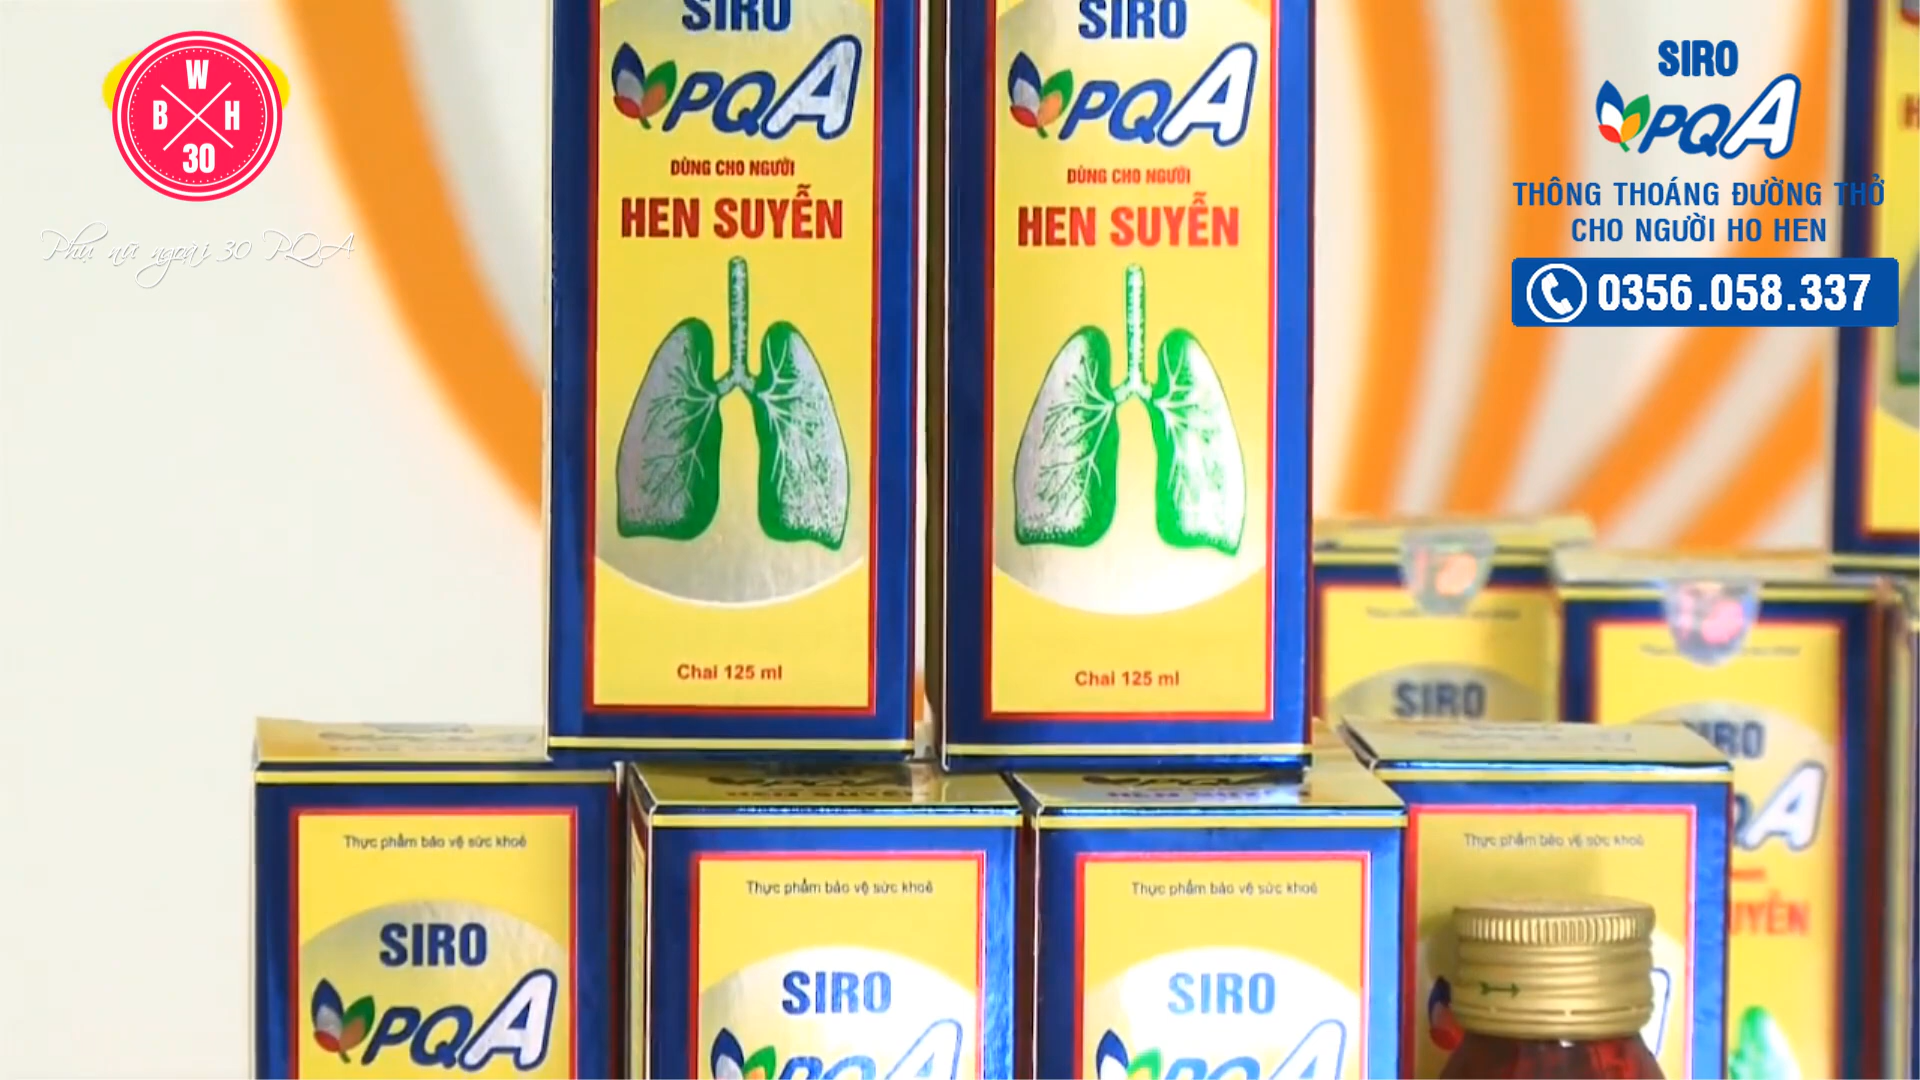 W
B H
30
Phụ nữ ngoài 30 PQA
SIRO
PQA
THÔNG THOÁNG ĐƯỜNG THỞ
CHO NGƯỜI HO HEN
0356.058.337
SIRO
PQA
DÙNG CHO NGƯỜI
HEN SUYỄN
Chai 125 ml
SIRO
PQA
DÙNG CHO NGƯỜI
HEN SUYỄN
Chai 125 ml
Thực phẩm bảo vệ sức khoẻ
SIRO
PQA
Thực phẩm bảo vệ sức khoẻ
SIRO
PQA
Thực phẩm bảo vệ sức khoẻ
SIRO
PQA
Thực phẩm bảo vệ sức khoẻ
SIRO